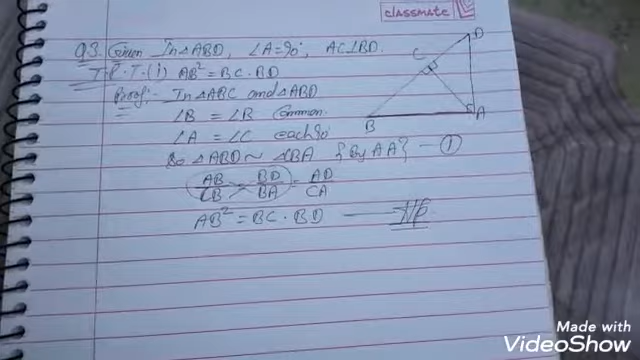 classmate
Q3. Given In △ABD, ∠A=90°, AC⊥BD.
T.P.T. (i) AB² = BC · BD
Proof:- In △ABC and △ABD
∠B = ∠B Common.
∠A = ∠C each 90
So △ABD ~ △CBA {By AA} — ①
AB/CB = BD/BA = AD/CA
AB² = BC · BD — Hp
D
C
B
A
Made with
VideoShow